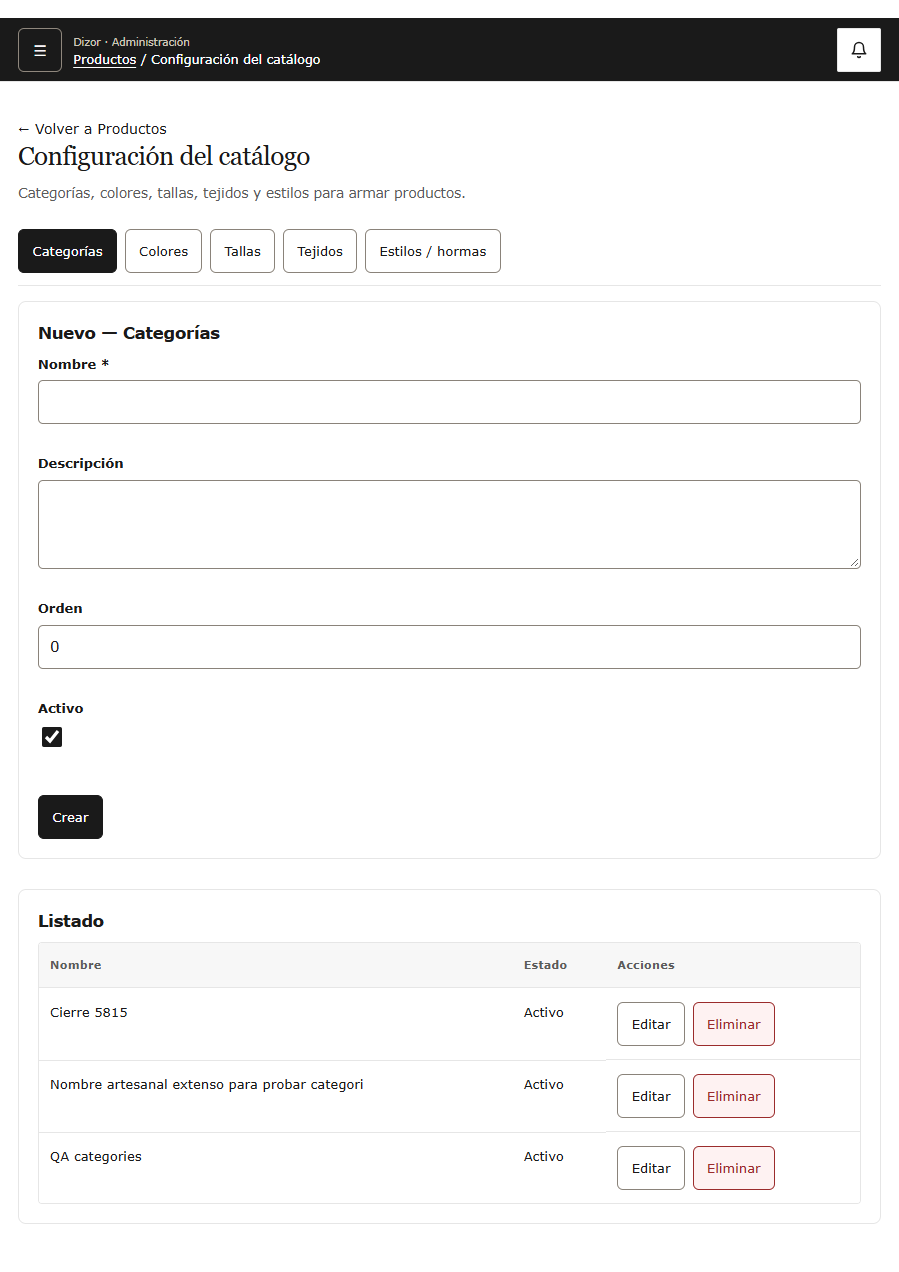 ☰
Dizor · Administración
Productos / Configuración del catálogo
← Volver a Productos
Configuración del catálogo
Categorías, colores, tallas, tejidos y estilos para armar productos.
Categorías Colores Tallas Tejidos Estilos / hormas
Nuevo — Categorías
Nombre *
Descripción
Orden
0
Activo
Crear
Listado
Nombre Estado Acciones
Cierre 5815 Activo Editar Eliminar
Nombre artesanal extenso para probar categori Activo Editar Eliminar
QA categories Activo Editar Eliminar